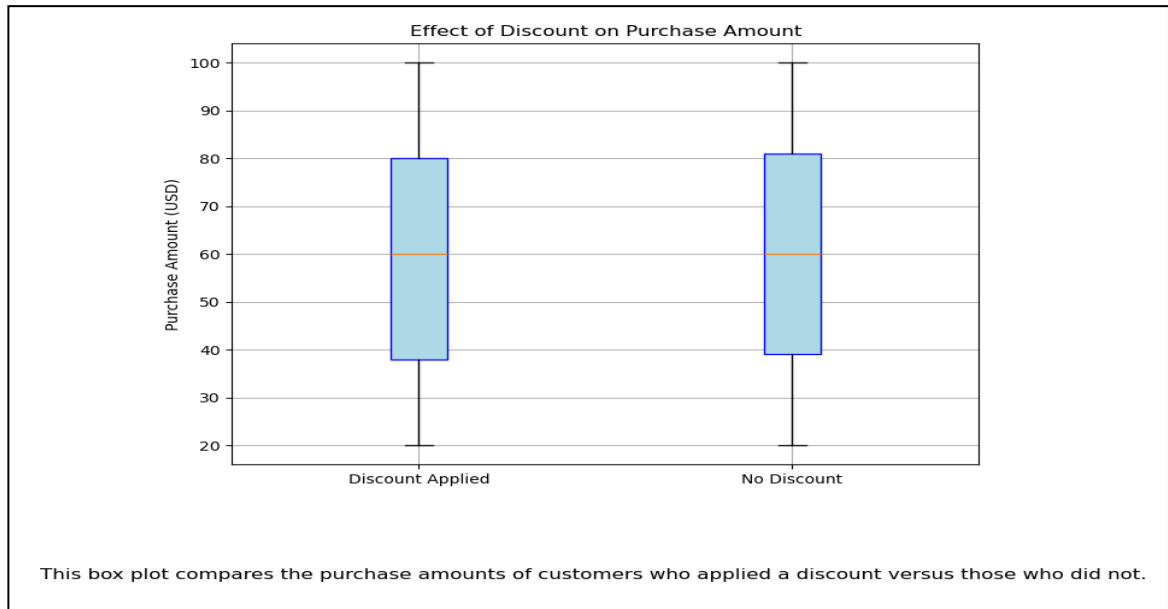 Effect of Discount on Purchase Amount
100
90
80
70
60
50
40
30
20
Purchase Amount (USD)
Discount Applied
No Discount
This box plot compares the purchase amounts of customers who applied a discount versus those who did not.